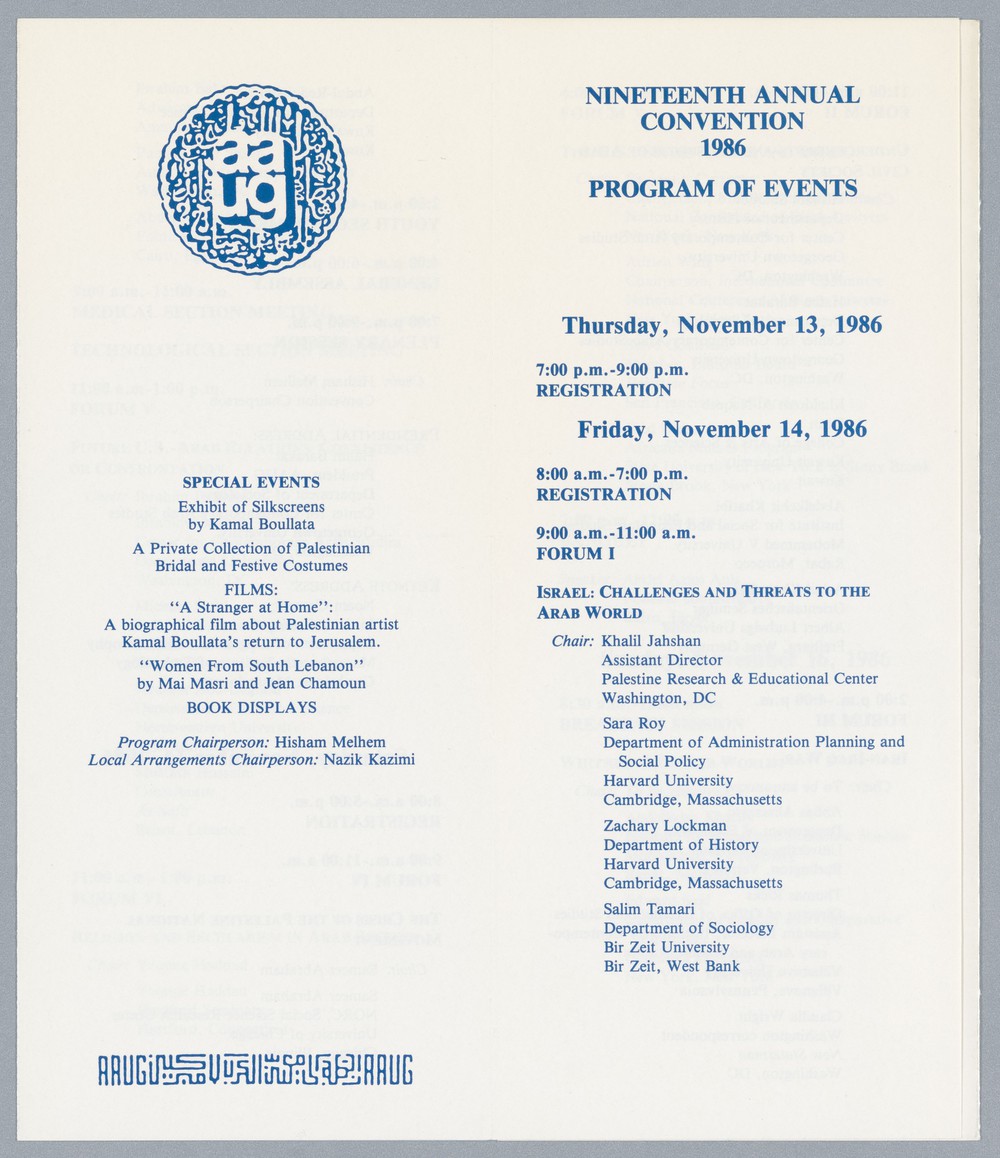 aa
ug
SPECIAL EVENTS
Exhibit of Silkscreens
by Kamal Boullata
A Private Collection of Palestinian
Bridal and Festive Costumes
FILMS:
“A Stranger at Home”:
A biographical film about Palestinian artist
Kamal Boullata's return to Jerusalem.
“Women From South Lebanon”
by Mai Masri and Jean Chamoun
BOOK DISPLAYS
Program Chairperson: Hisham Melhem
Local Arrangements Chairperson: Nazik Kazimi
AAUG AAUG
NINETEENTH ANNUAL
CONVENTION
1986
PROGRAM OF EVENTS
Thursday, November 13, 1986
7:00 p.m.-9:00 p.m.
REGISTRATION
Friday, November 14, 1986
8:00 a.m.-7:00 p.m.
REGISTRATION
9:00 a.m.-11:00 a.m.
FORUM I
ISRAEL: CHALLENGES AND THREATS TO THE
ARAB WORLD
Chair: Khalil Jahshan
Assistant Director
Palestine Research & Educational Center
Washington, DC
Sara Roy
Department of Administration Planning and
Social Policy
Harvard University
Cambridge, Massachusetts
Zachary Lockman
Department of History
Harvard University
Cambridge, Massachusetts
Salim Tamari
Department of Sociology
Bir Zeit University
Bir Zeit, West Bank